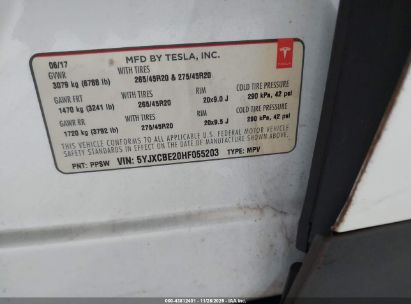 06/17 MFD BY TESLA, INC.
GVWR WITH TIRES
3079 kg (6788 lb) 265/45R20 & 275/45R20
GAWR FRT WITH TIRES RIM COLD TIRE PRESSURE
1470 kg (3241 lb) 265/45R20 20x9.0 J 290 kPa, 42 psi
GAWR RR WITH TIRES RIM COLD TIRE PRESSURE
1720 kg (3792 lb) 275/45R20 20x9.5 J 290 kPa, 42 psi
THIS VEHICLE CONFORMS TO ALL APPLICABLE U.S. FEDERAL MOTOR VEHICLE
SAFETY STANDARDS IN EFFECT ON THE DATE OF MANUFACTURE SHOWN ABOVE.
PNT: PPSW VIN: 5YJXCBE20HF055203 TYPE: MPV